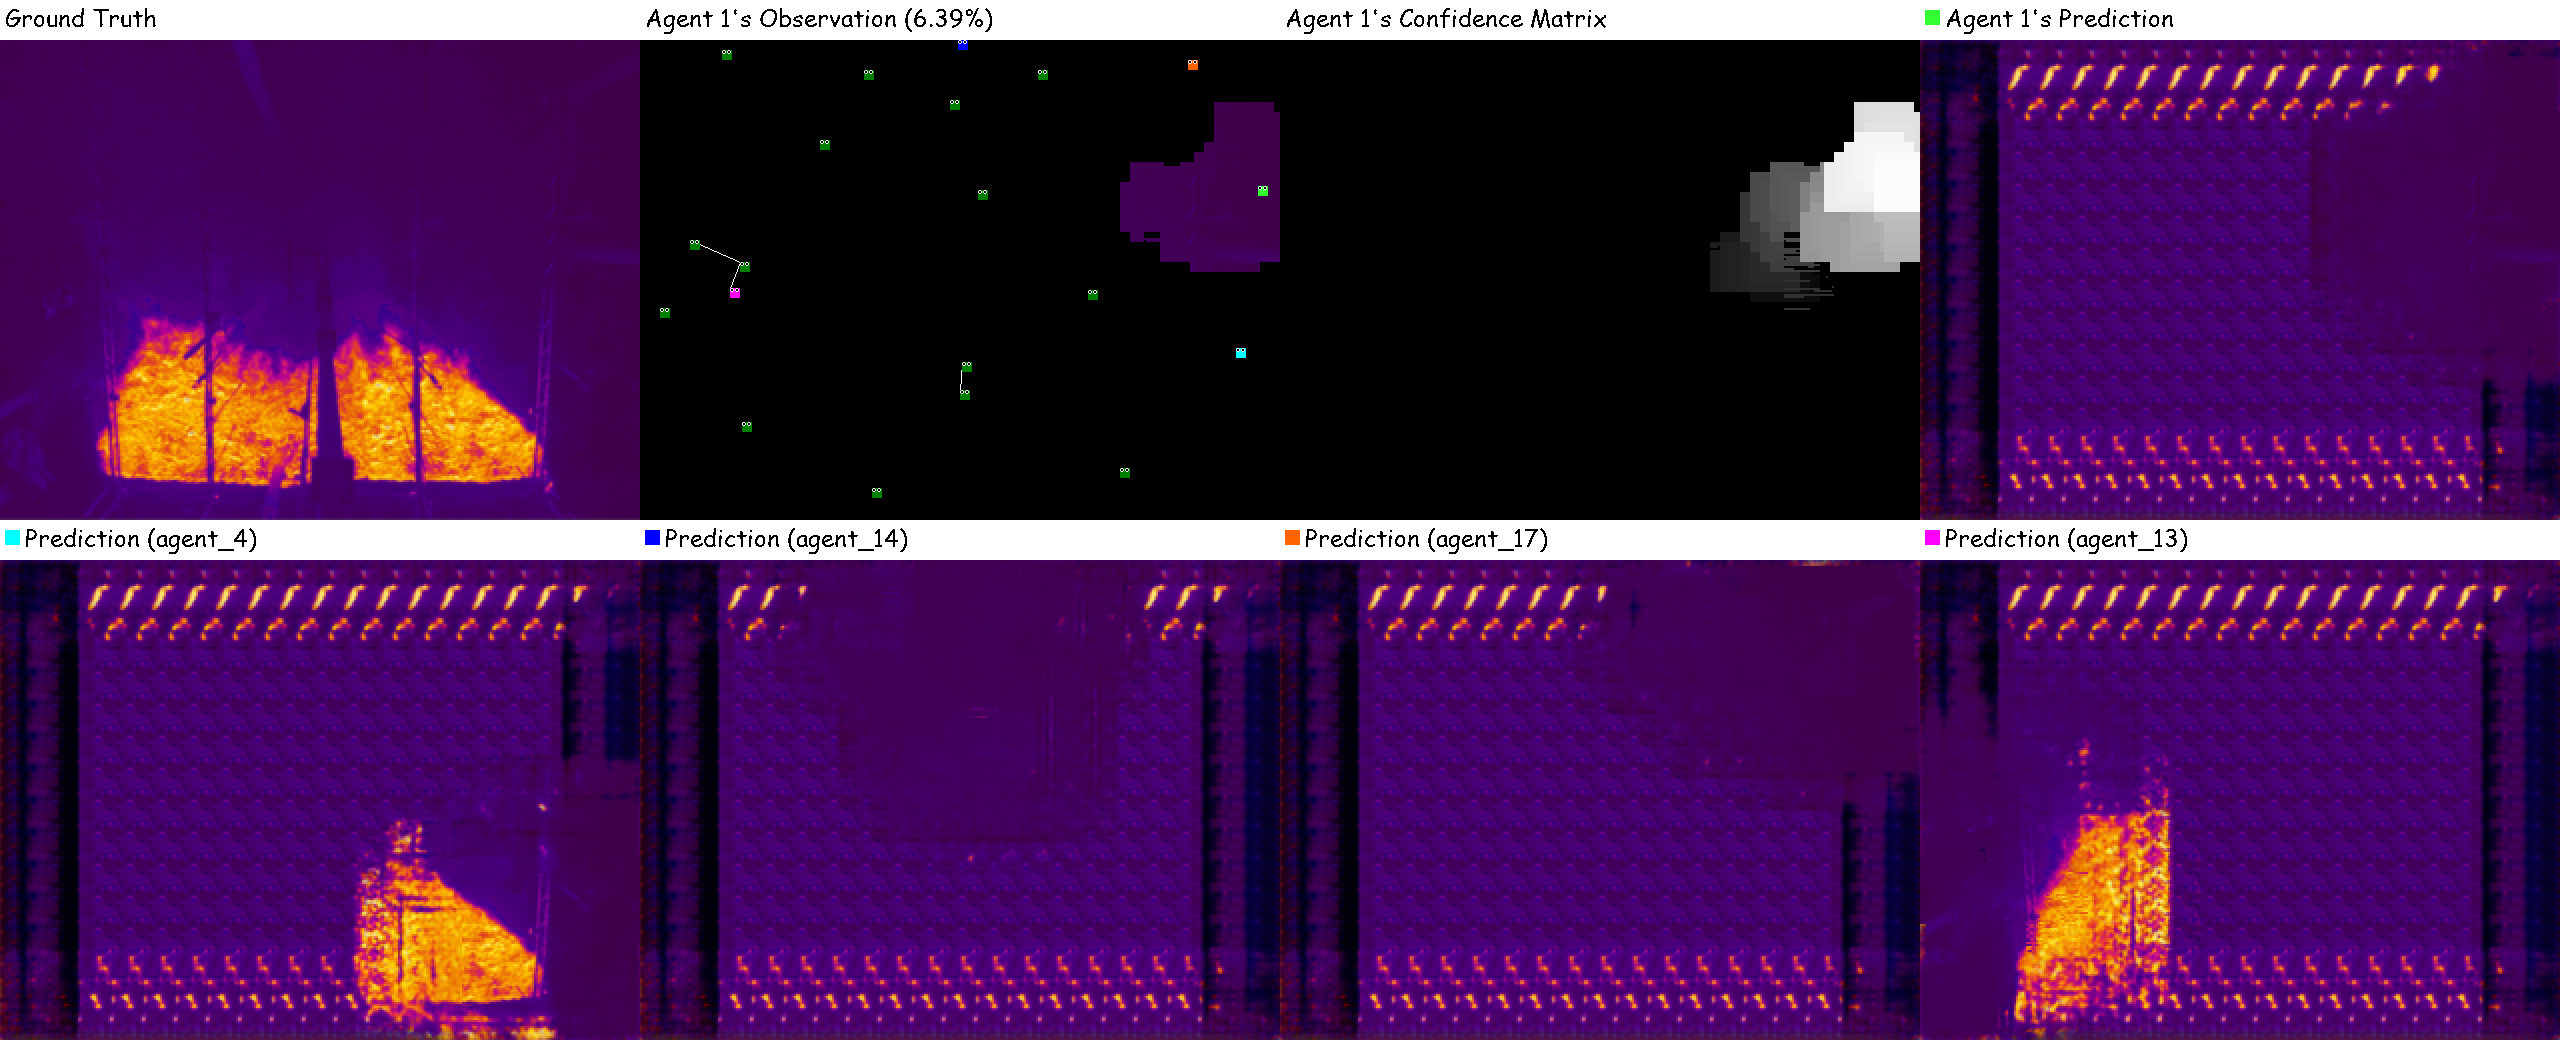 Ground Truth
Agent 1's Observation (6.39%)
Agent 1's Confidence Matrix
Agent 1's Prediction
Prediction (agent_4)
Prediction (agent_14)
Prediction (agent_17)
Prediction (agent_13)